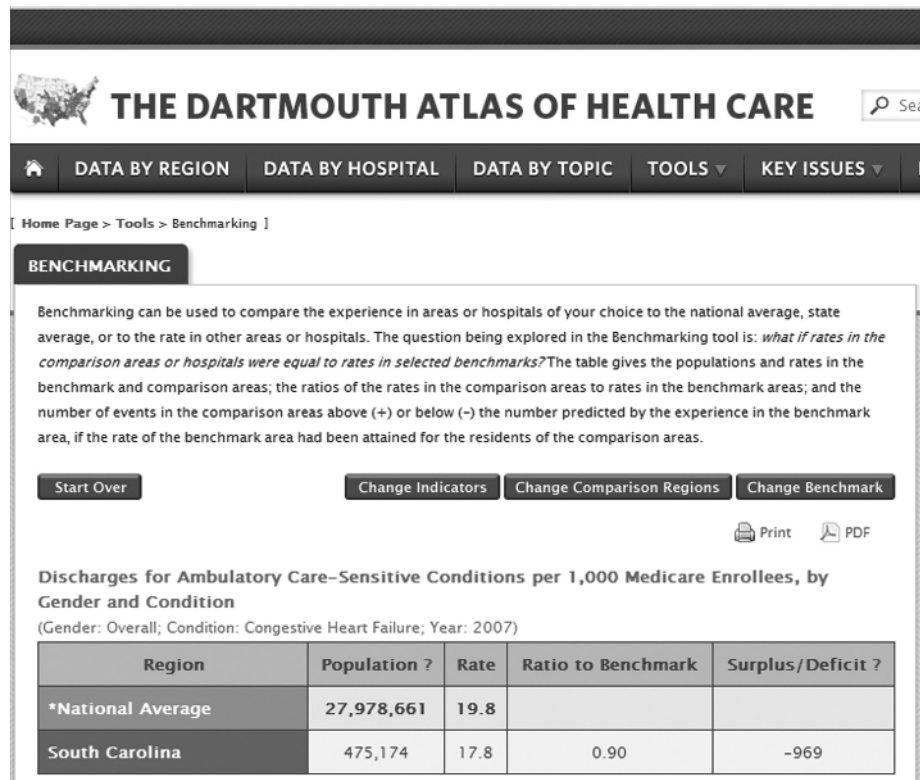 THE DARTMOUTH ATLAS OF HEALTH CARE
DATA BY REGION DATA BY HOSPITAL DATA BY TOPIC TOOLS KEY ISSUES
[ Home Page > Tools > Benchmarking ]
BENCHMARKING
Benchmarking can be used to compare the experience in areas or hospitals of your choice to the national average, state
average, or to the rate in other areas or hospitals. The question being explored in the Benchmarking tool is: what if rates in the
comparison areas or hospitals were equal to rates in selected benchmarks? The table gives the populations and rates in the
benchmark and comparison areas; the ratios of the rates in the comparison areas to rates in the benchmark areas; and the
number of events in the comparison areas above (+) or below (-) the number predicted by the experience in the benchmark
area, if the rate of the benchmark area had been attained for the residents of the comparison areas.
Start Over Change Indicators Change Comparison Regions Change Benchmark
Print PDF
Discharges for Ambulatory Care-Sensitive Conditions per 1,000 Medicare Enrollees, by
Gender and Condition
(Gender: Overall; Condition: Congestive Heart Failure; Year: 2007)
Region Population ? Rate Ratio to Benchmark Surplus/Deficit ?
*National Average 27,978,661 19.8
South Carolina 475,174 17.8 0.90 -969